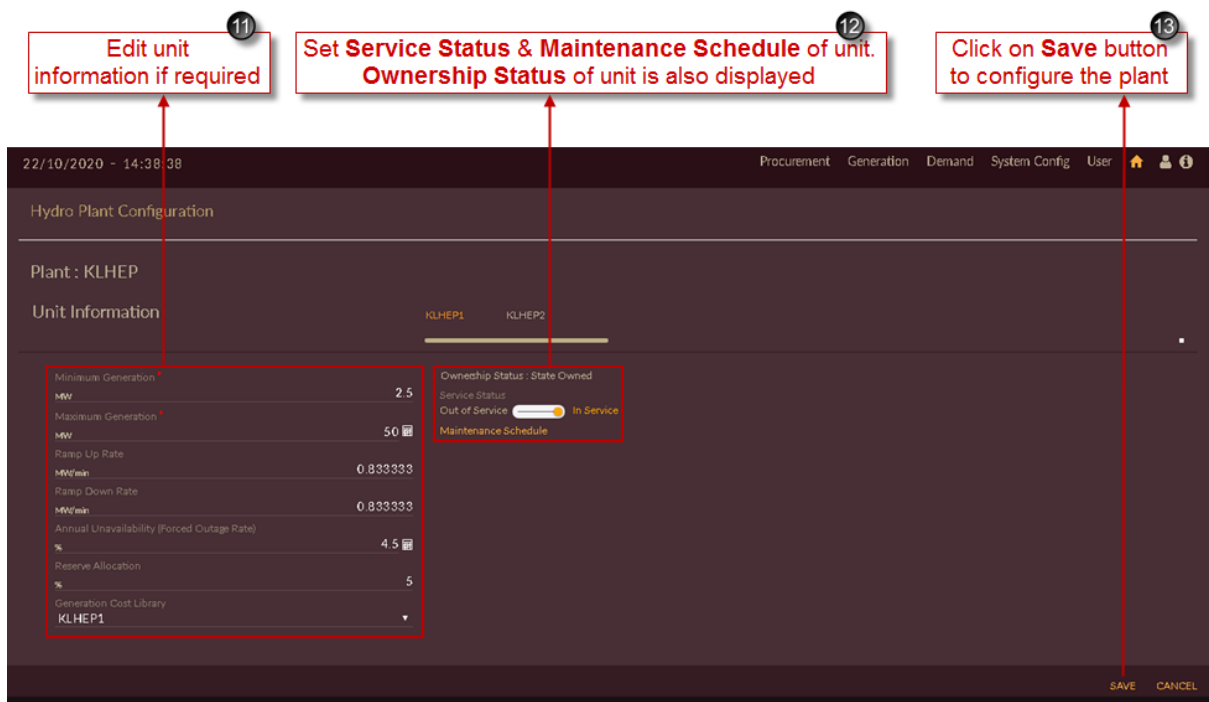 11
Edit unit
information if required
12
Set Service Status & Maintenance Schedule of unit.
Ownership Status of unit is also displayed
13
Click on Save button
to configure the plant
22/10/2020 - 14:38:38
Procurement Generation Demand System Config User
Hydro Plant Configuration
Plant : KLHEP
Unit Information
KLHEP1 KLHEP2
Minimum Generation *
MW 2.5
Maximum Generation *
MW 50
Ramp Up Rate
MW/min 0.833333
Ramp Down Rate
MW/min 0.833333
Annual Unavailability (Forced Outage Rate)
% 4.5
Reserve Allocation
% 5
Generation Cost Library
KLHEP1
Ownership Status : State Owned
Service Status
Out of Service In Service
Maintenance Schedule
SAVE CANCEL